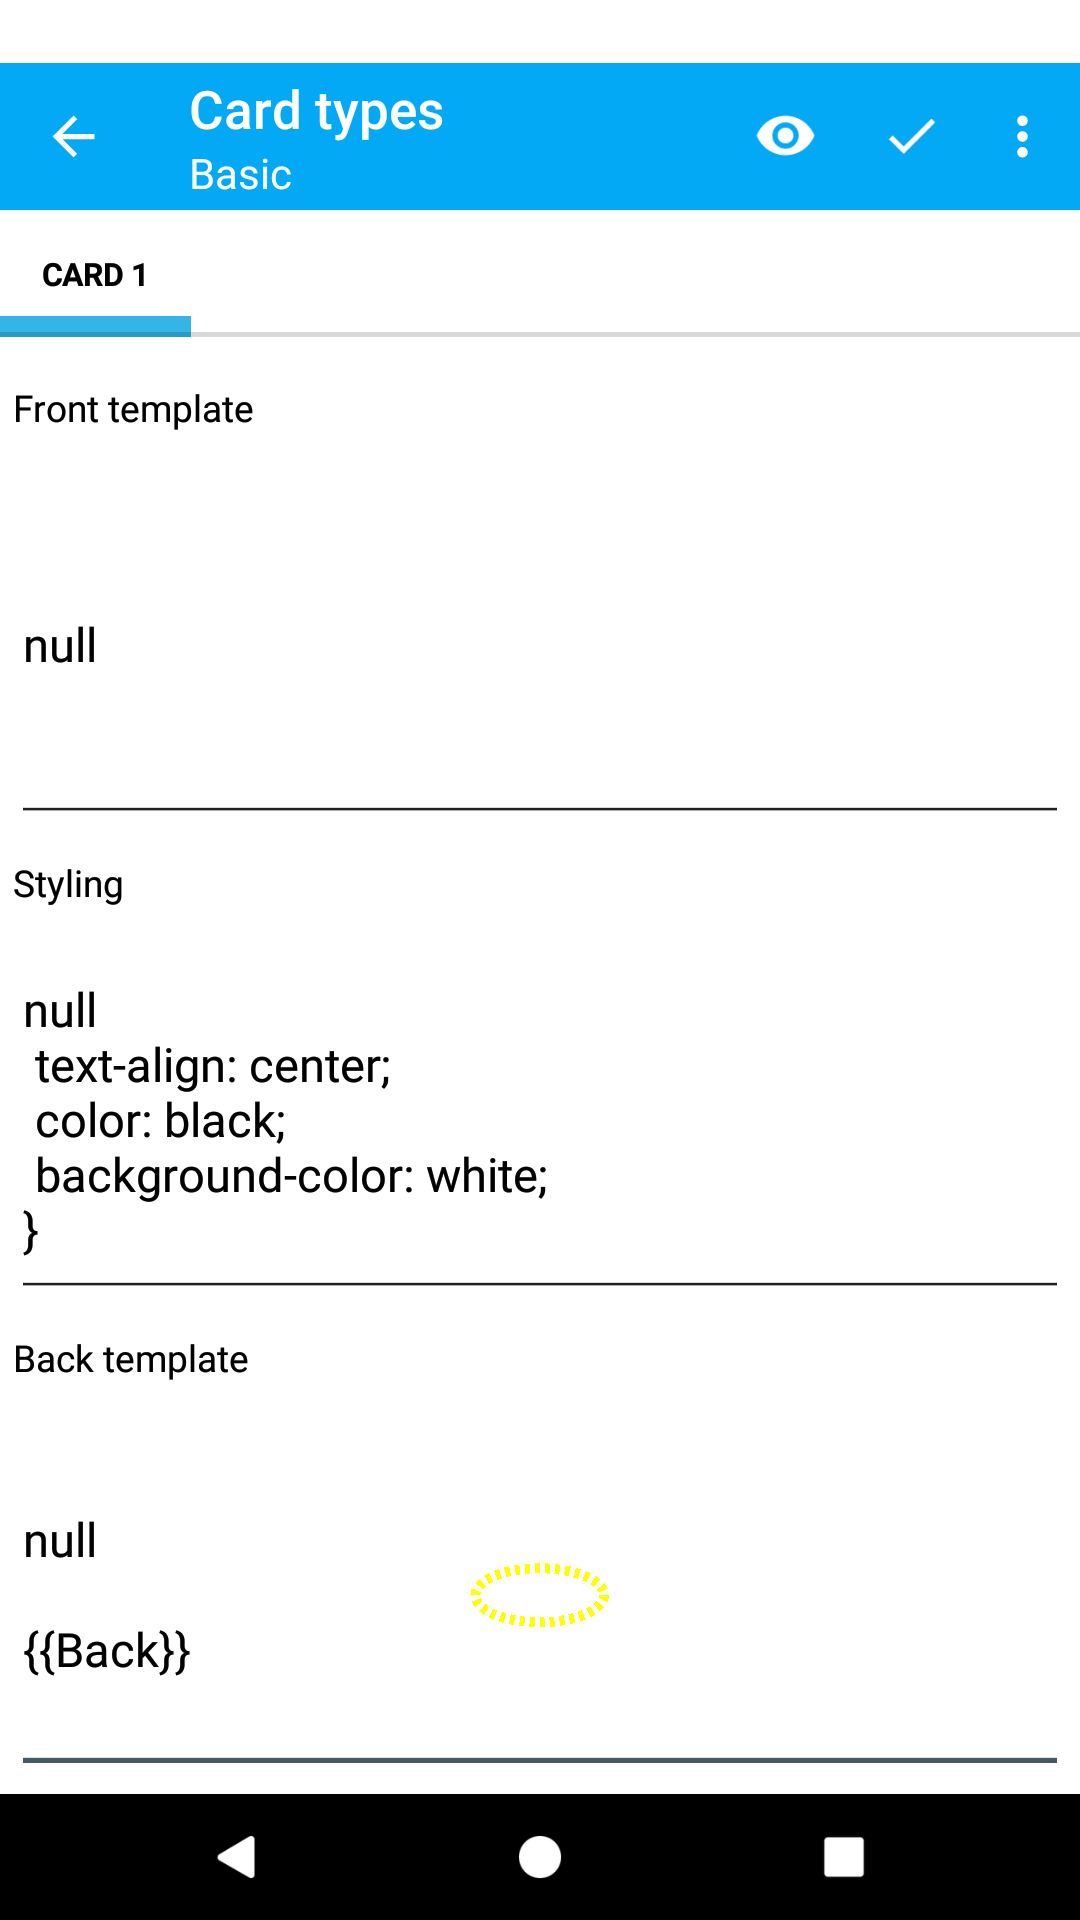 Card types
Basic
CARD 1
Front template
null
Styling
null
text-align: center;
color: black;
background-color: white;
}
Back template
null
{{Back}}